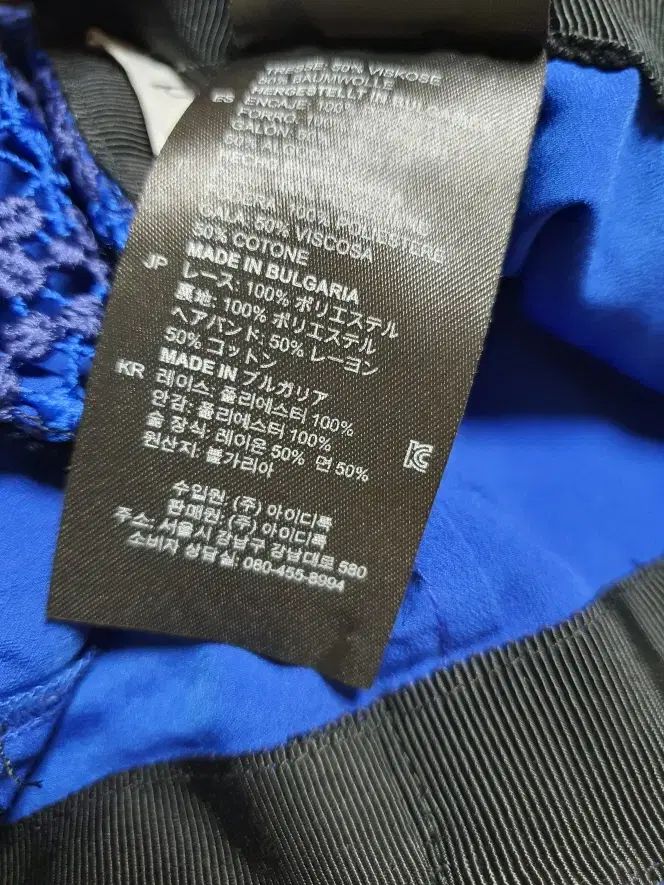 50% VISKOSE
50% BAUMWOLLE
HERGESTELLT IN BULGARIEN
ES ENCAJE: 100%
FORRO: 100
GALÓN: 50
50% ALGO
HECHO
100% POLIESTERE
GALA: 50% VISCOSA
50% COTONE
MADE IN BULGARIA
JP レース: 100% ポリエステル
裏地: 100% ポリエステル
ヘアバンド: 50% レーヨン
50% コットン
MADE IN ブルガリア
KR 레이스: 폴리에스터 100%
안감: 폴리에스터 100%
술 장식: 레이온 50% 면 50%
원산지: 불가리아
수입원: (주) 아이디룩
판매원: (주) 아이디룩
주소: 서울시 강남구 강남대로 580
소비자 상담실: 080-455-8994